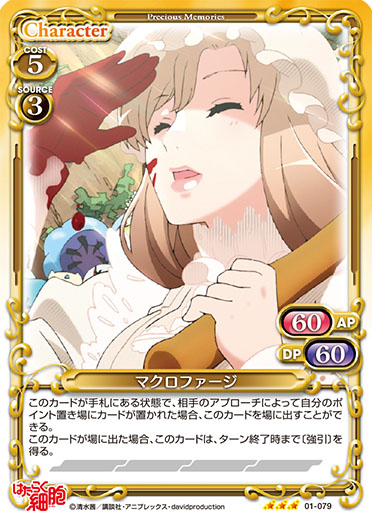 Precious Memories
Character
COST
5
SOURCE
3
60 AP
DP 60
マクロファージ
このカードが手札にある状態で、相手のアプローチによって自分のポ
イント置き場にカードが置かれた場合、このカードを場に出すことがで
きる。
このカードが場に出た場合、このカードは、ターン終了時まで〔強引〕を
得る。
はたらく
細胞
★★★ 01-079
©清水茜／講談社・アニプレックス・davidproduction